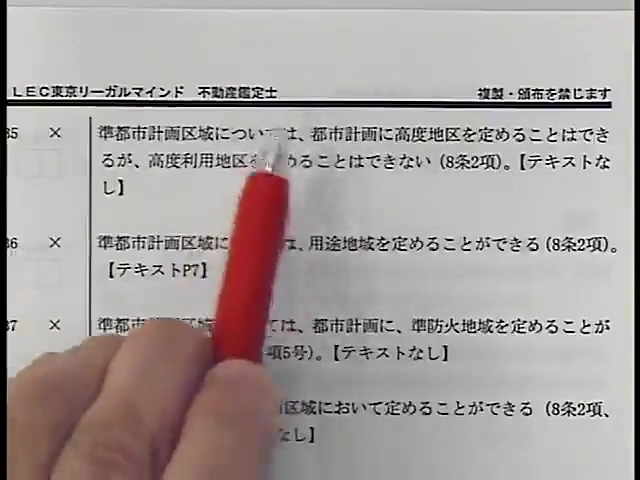 LEC東京リーガルマインド 不動産鑑定士 複製・頒布を禁じます
35 × 準都市計画区域については、都市計画に高度地区を定めることはでき
るが、高度利用地区を めることはできない(8条2項)。【テキストな
し】
36 × 準都市計画区域に は、用途地域を定めることができる(8条2項)。
【テキストP7】
37 × 準都市計画区域 ては、都市計画に、準防火地域を定めることが
項5号)。【テキストなし】
区域において定めることができる(8条2項、
なし】